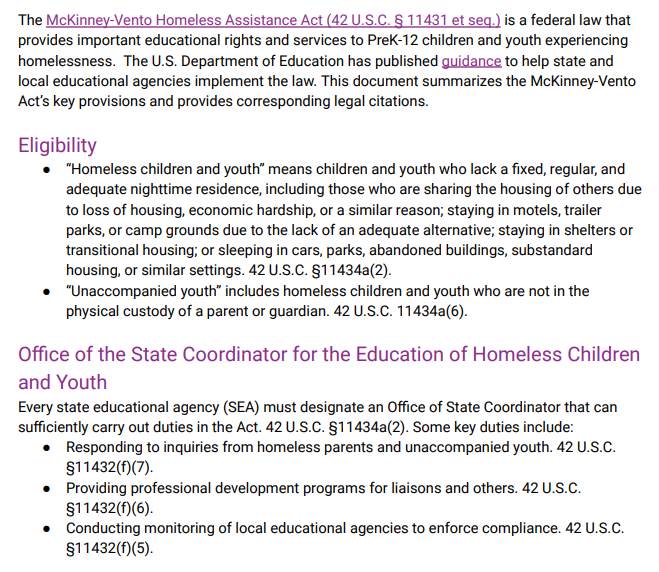 The McKinney-Vento Homeless Assistance Act (42 U.S.C. § 11431 et seq.) is a federal law that
provides important educational rights and services to PreK-12 children and youth experiencing
homelessness.  The U.S. Department of Education has published guidance to help state and
local educational agencies implement the law. This document summarizes the McKinney-Vento
Act’s key provisions and provides corresponding legal citations.
Eligibility
● “Homeless children and youth” means children and youth who lack a fixed, regular, and
adequate nighttime residence, including those who are sharing the housing of others due
to loss of housing, economic hardship, or a similar reason; staying in motels, trailer
parks, or camp grounds due to the lack of an adequate alternative; staying in shelters or
transitional housing; or sleeping in cars, parks, abandoned buildings, substandard
housing, or similar settings. 42 U.S.C. §11434a(2).
● “Unaccompanied youth” includes homeless children and youth who are not in the
physical custody of a parent or guardian. 42 U.S.C. 11434a(6).
Office of the State Coordinator for the Education of Homeless Children
and Youth
Every state educational agency (SEA) must designate an Office of State Coordinator that can
sufficiently carry out duties in the Act. 42 U.S.C. §11434a(2). Some key duties include:
● Responding to inquiries from homeless parents and unaccompanied youth. 42 U.S.C.
§11432(f)(7).
● Providing professional development programs for liaisons and others. 42 U.S.C.
§11432(f)(6).
● Conducting monitoring of local educational agencies to enforce compliance. 42 U.S.C.
§11432(f)(5).